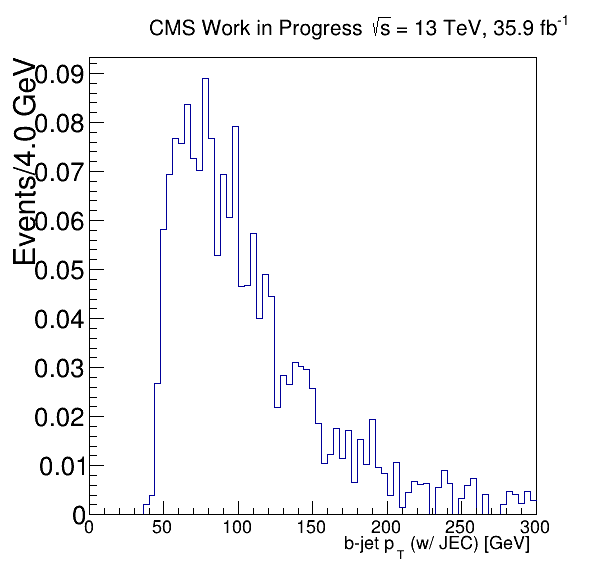 CMS Work in Progress √s = 13 TeV, 35.9 fb⁻¹
Events/4.0 GeV
0.09
0.08
0.07
0.06
0.05
0.04
0.03
0.02
0.01
0
0 50 100 150 200 250 300
b-jet p_T (w/ JEC) [GeV]